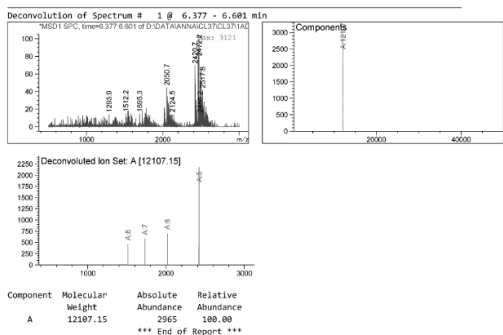 Deconvolution of Spectrum # 1 @ 6.377 - 6.601 min
*MSD1 SPC, time=6.377:6.601 of D:\DATA\ANNA\CL37\CL37\1AD
Max: 3121
100
80
60
40
20
0
1293.9
1512.2
1695.3
2050.7
2124.5
2420.7
2517.8
1000
2000
m/z
Components
3000
2500
2000
1500
1000
500
0
20000
40000
Deconvoluted Ion Set: A [12107.15]
2250
2000
1750
1500
1250
1000
750
500
250
0
A:8
A:7
A:5
1000
2000
3000
Component Molecular Absolute Relative
Weight Abundance Abundance
A 12107.15 2965 100.00
*** End of Report ***